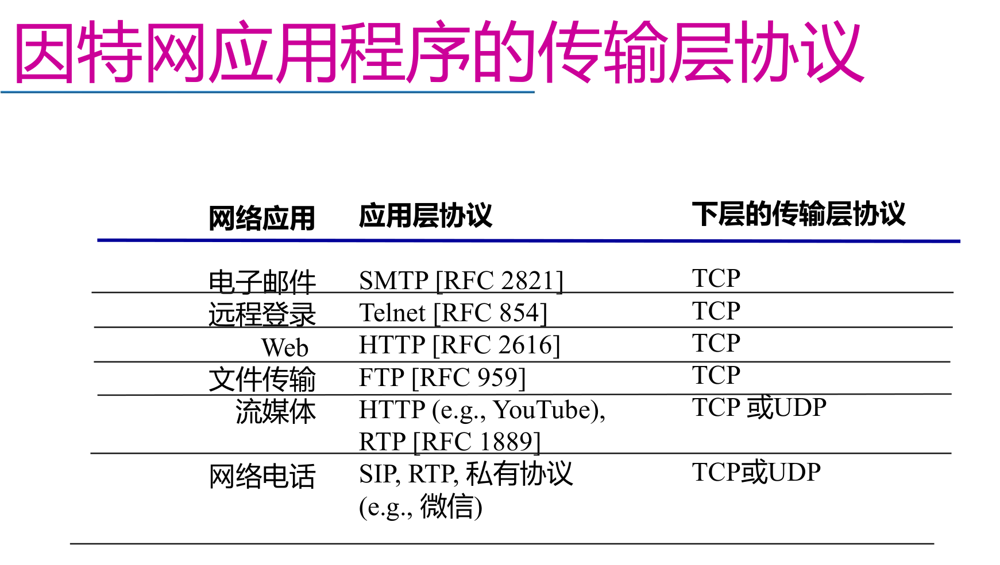 因特网应用程序的传输层协议
网络应用 应用层协议 下层的传输层协议
电子邮件 SMTP [RFC 2821] TCP
远程登录 Telnet [RFC 854] TCP
Web HTTP [RFC 2616] TCP
文件传输 FTP [RFC 959] TCP
流媒体 HTTP (e.g., YouTube), TCP 或UDP
RTP [RFC 1889]
网络电话 SIP, RTP, 私有协议 TCP或UDP
(e.g., 微信)